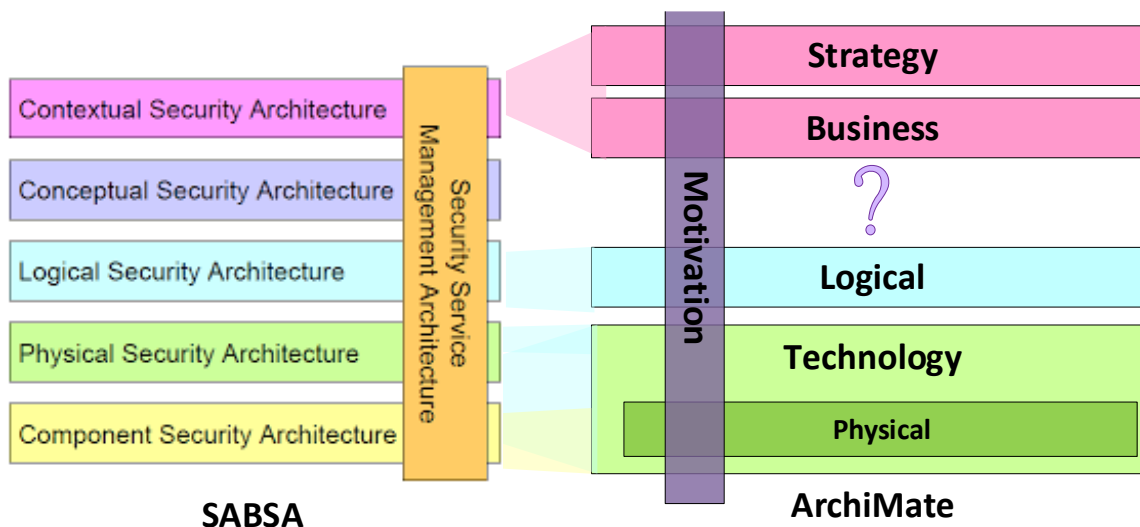 Contextual Security Architecture
Conceptual Security Architecture
Logical Security Architecture
Physical Security Architecture
Component Security Architecture
Security Service
Management Architecture
SABSA
Strategy
Business
?
Logical
Technology
Physical
Motivation
ArchiMate